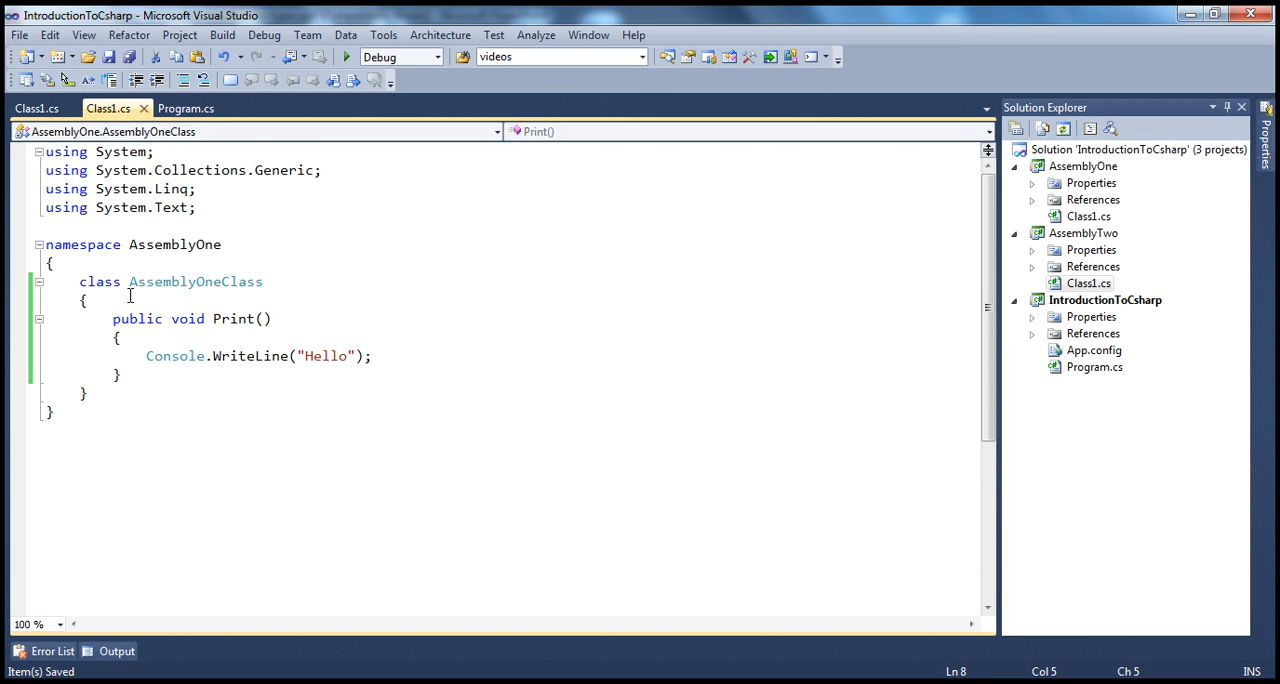 IntroductionToCsharp - Microsoft Visual Studio
File Edit View Refactor Project Build Debug Team Data Tools Architecture Test Analyze Window Help
Debug videos
Class1.cs Class1.cs Program.cs
AssemblyOne.AssemblyOneClass Print()
using System;
using System.Collections.Generic;
using System.Linq;
using System.Text;
namespace AssemblyOne
{
class AssemblyOneClass
{
public void Print()
{
Console.WriteLine("Hello");
}
}
}
100 %
Solution Explorer
Solution 'IntroductionToCsharp' (3 projects)
AssemblyOne
Properties
References
Class1.cs
AssemblyTwo
Properties
References
Class1.cs
IntroductionToCsharp
Properties
References
App.config
Program.cs
Properties
Error List Output
Item(s) Saved Ln 8 Col 5 Ch 5 INS